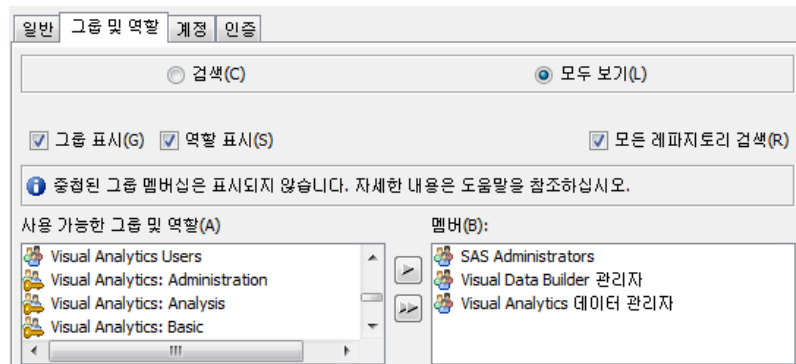 일반 그룹 및 역할 계정 인증
검색(C) 모두 보기(L)
그룹 표시(G) 역할 표시(S) 모든 레파지토리 검색(R)
중첩된 그룹 멤버십은 표시되지 않습니다. 자세한 내용은 도움말을 참조하십시오.
사용 가능한 그룹 및 역할(A) 멤버(B):
Visual Analytics Users SAS Administrators
Visual Analytics: Administration Visual Data Builder 관리자
Visual Analytics: Analysis Visual Analytics 데이터 관리자
Visual Analytics: Basic